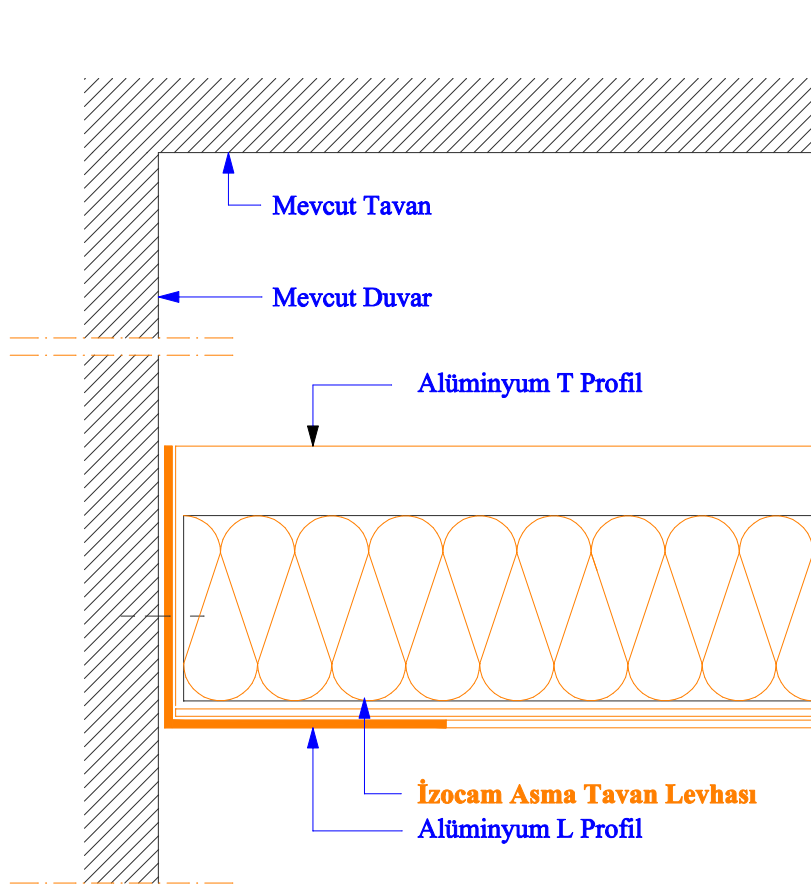 Mevcut Tavan
Mevcut Duvar
Alüminyum T Profil
İzocam Asma Tavan Levhası
Alüminyum L Profil